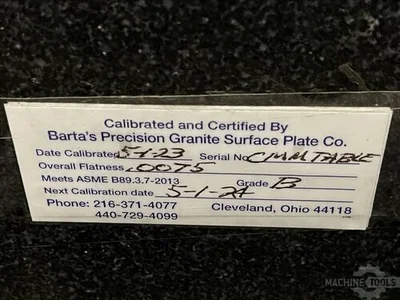 Calibrated and Certified By
Barta's Precision Granite Surface Plate Co.
Date Calibrated 5-1-23 Serial No CMM TABLE
Overall Flatness .0075
Meets ASME B89.3.7-2013 Grade B
Next Calibration date 5-1-24
Phone: 216-371-4077 Cleveland, Ohio 44118
440-729-4099
MACHINE TOOLS